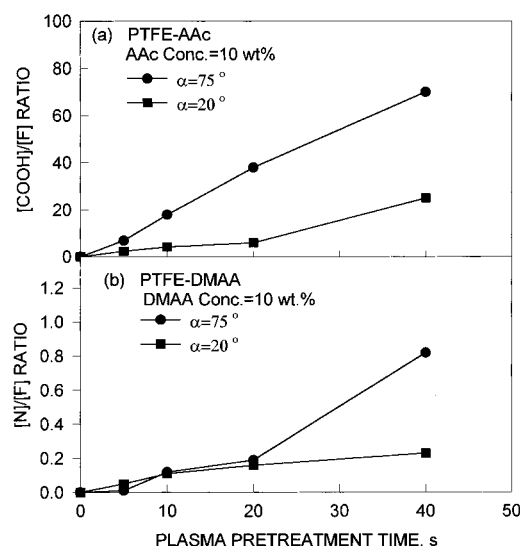 100
(a) PTFE-AAc
AAc Conc.=10 wt%
80
α=75 °
α=20 °
60
[COOH]/[F] RATIO
40
20
0
(b) PTFE-DMAA
1.2
DMAA Conc.=10 wt.%
α=75 °
1.0
α=20 °
0.8
[N]/[F] RATIO
0.6
0.4
0.2
0.0
0 10 20 30 40 50
PLASMA PRETREATMENT TIME, s